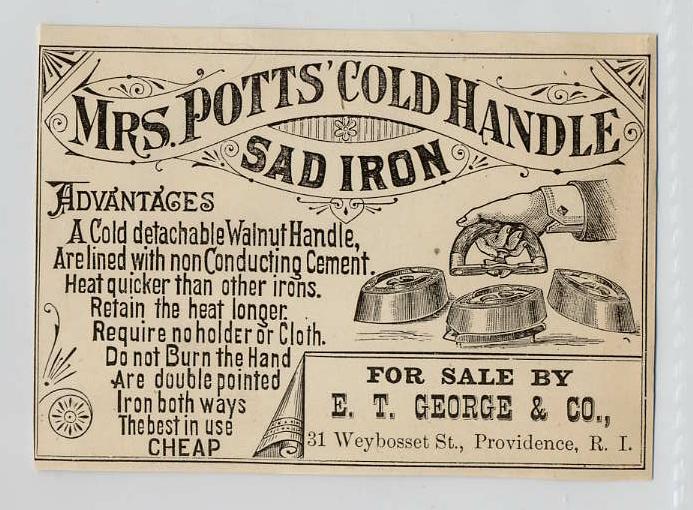 MRS. POTTS' COLD HANDLE
SAD IRON
ADVANTAGES
A Cold detachable Walnut Handle,
Are lined with non Conducting Cement.
Heat quicker than other irons.
Retain the heat longer.
Require no holder or Cloth.
Do not Burn the Hand
Are double pointed
Iron both ways
The best in use
CHEAP
FOR SALE BY
E. T. GEORGE & CO.,
31 Weybosset St., Providence, R. I.